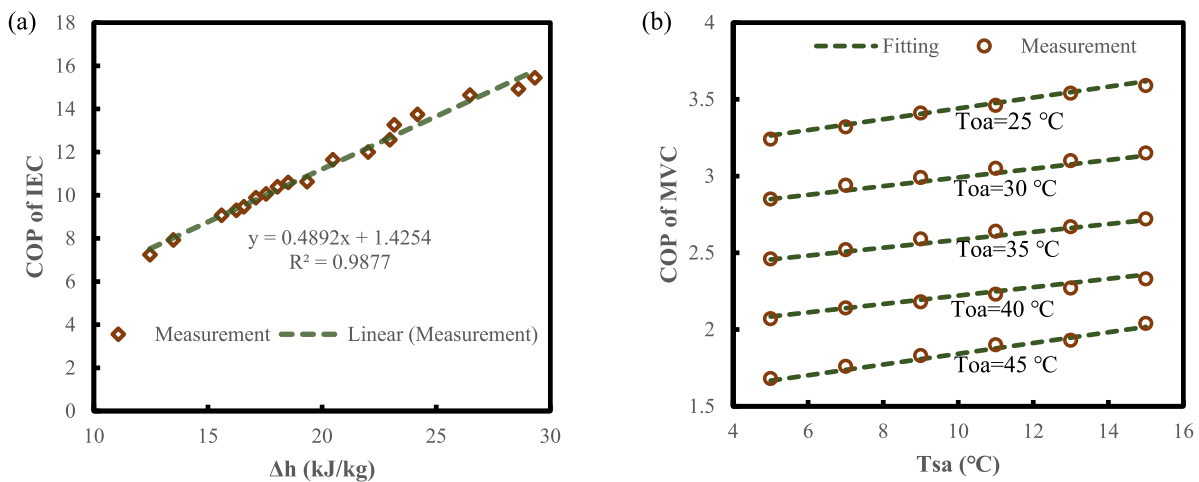 (a)
18
16
14
12
10
8
6
4
2
0
COP of IEC
y = 0.4892x + 1.4254
R² = 0.9877
Measurement
Linear (Measurement)
10 15 20 25 30
Δh (kJ/kg)
(b)
4
3.5
3
2.5
2
1.5
COP of MVC
Fitting
Measurement
Toa=25 ℃
Toa=30 ℃
Toa=35 ℃
Toa=40 ℃
Toa=45 ℃
4 6 8 10 12 14 16
Tsa (℃)